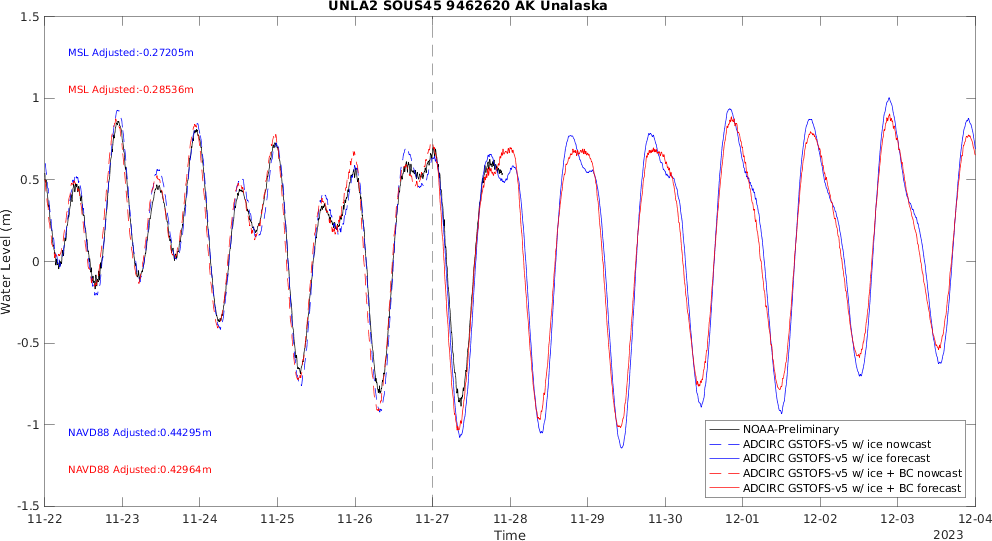 UNLA2 SOUS45 9462620 AK Unalaska
1.5
1
0.5
0
-0.5
-1
-1.5
Water Level (m)
MSL Adjusted:-0.27205m
MSL Adjusted:-0.28536m
NAVD88 Adjusted:0.44295m
NAVD88 Adjusted:0.42964m
NOAA-Preliminary
ADCIRC GSTOFS-v5 w/ ice nowcast
ADCIRC GSTOFS-v5 w/ ice forecast
ADCIRC GSTOFS-v5 w/ ice + BC nowcast
ADCIRC GSTOFS-v5 w/ ice + BC forecast
11-22 11-23 11-24 11-25 11-26 11-27 11-28 11-29 11-30 12-01 12-02 12-03 12-04
Time
2023